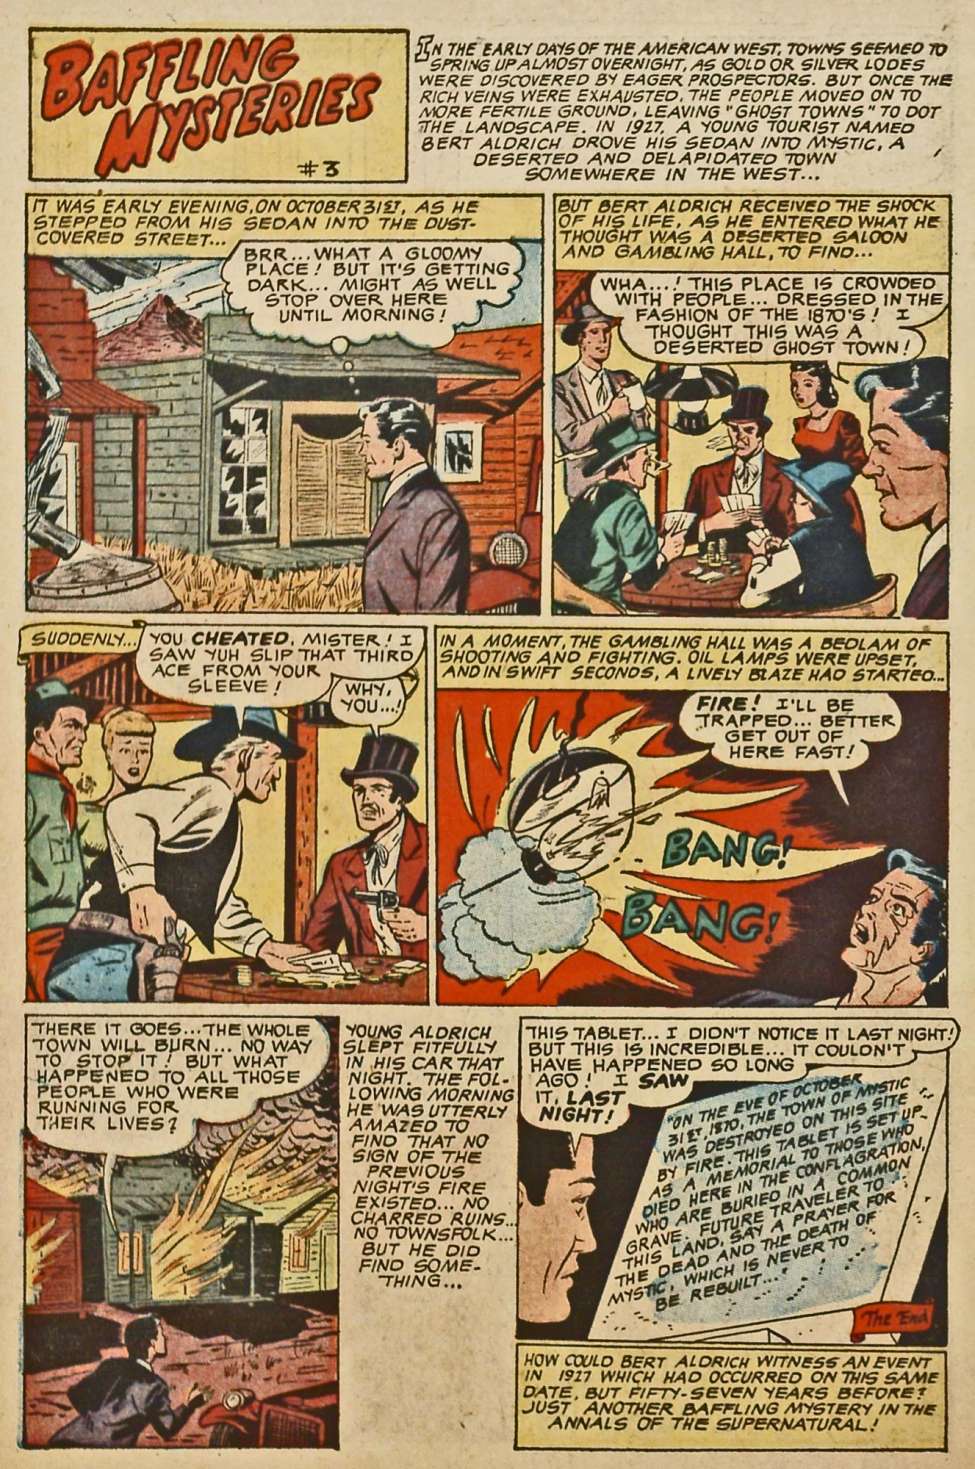 BAFFLING
MYSTERIES
#3
IN THE EARLY DAYS OF THE AMERICAN WEST, TOWNS SEEMED TO
SPRING UP ALMOST OVERNIGHT, AS GOLD OR SILVER LODES
WERE DISCOVERED BY EAGER PROSPECTORS. BUT ONCE THE
RICH VEINS WERE EXHAUSTED, THE PEOPLE MOVED ON TO
MORE FERTILE GROUND, LEAVING "GHOST TOWNS" TO DOT
THE LANDSCAPE. IN 1927, A YOUNG TOURIST NAMED
BERT ALDRICH DROVE HIS SEDAN INTO MYSTIC, A
DESERTED AND DELAPIDATED TOWN
SOMEWHERE IN THE WEST...
IT WAS EARLY EVENING, ON OCTOBER 31ST, AS HE
STEPPED FROM HIS SEDAN INTO THE DUST-
COVERED STREET...
BRR...WHAT A GLOOMY
PLACE! BUT IT'S GETTING
DARK... MIGHT AS WELL
STOP OVER HERE
UNTIL MORNING!
BUT BERT ALDRICH RECEIVED THE SHOCK
OF HIS LIFE, AS HE ENTERED WHAT HE
THOUGHT WAS A DESERTED SALOON
AND GAMBLING HALL, TO FIND...
WHA...! THIS PLACE IS CROWDED
WITH PEOPLE... DRESSED IN THE
FASHION OF THE 1870'S! I
THOUGHT THIS WAS A
DESERTED GHOST TOWN!
SUDDENLY...
YOU CHEATED, MISTER! I
SAW YUH SLIP THAT THIRD
ACE FROM YOUR
SLEEVE!
WHY,
YOU...!
IN A MOMENT, THE GAMBLING HALL WAS A BEDLAM OF
SHOOTING AND FIGHTING. OIL LAMPS WERE UPSET,
AND IN SWIFT SECONDS, A LIVELY BLAZE HAD STARTED...
FIRE! I'LL BE
TRAPPED... BETTER
GET OUT OF
HERE FAST!
BANG!
BANG!
THERE IT GOES...THE WHOLE
TOWN WILL BURN... NO WAY
TO STOP IT! BUT WHAT
HAPPENED TO ALL THOSE
PEOPLE WHO WERE
RUNNING FOR
THEIR LIVES?
YOUNG ALDRICH
SLEPT FITFULLY
IN HIS CAR THAT
NIGHT. THE FOL-
LOWING MORNING
HE WAS UTTERLY
AMAZED TO
FIND THAT NO
SIGN OF THE
PREVIOUS
NIGHT'S FIRE
EXISTED... NO
CHARRED RUINS...
NO TOWNSFOLK...
BUT HE DID
FIND SOME-
THING...
THIS TABLET... I DIDN'T NOTICE IT LAST NIGHT!
BUT THIS IS INCREDIBLE... IT COULDN'T
HAVE HAPPENED SO LONG
AGO! I SAW
IT, LAST
NIGHT!
"ON THE EVE OF OCTOBER
31ST, 1870, THE TOWN OF MYSTIC
WAS DESTROYED ON THIS SITE
BY FIRE. THIS TABLET IS SET UP
AS A MEMORIAL TO THOSE WHO
DIED HERE IN THE CONFLAGRATION,
WHO ARE BURIED IN A COMMON
GRAVE. FUTURE TRAVELER TO
THIS LAND, SAY A PRAYER FOR
THE DEAD AND THE DEATH OF
MYSTIC, WHICH IS NEVER TO
BE REBUILT..."
The End
HOW COULD BERT ALDRICH WITNESS AN EVENT
IN 1927 WHICH HAD OCCURRED ON THIS SAME
DATE, BUT FIFTY-SEVEN YEARS BEFORE?
JUST ANOTHER BAFFLING MYSTERY IN THE
ANNALS OF THE SUPERNATURAL!